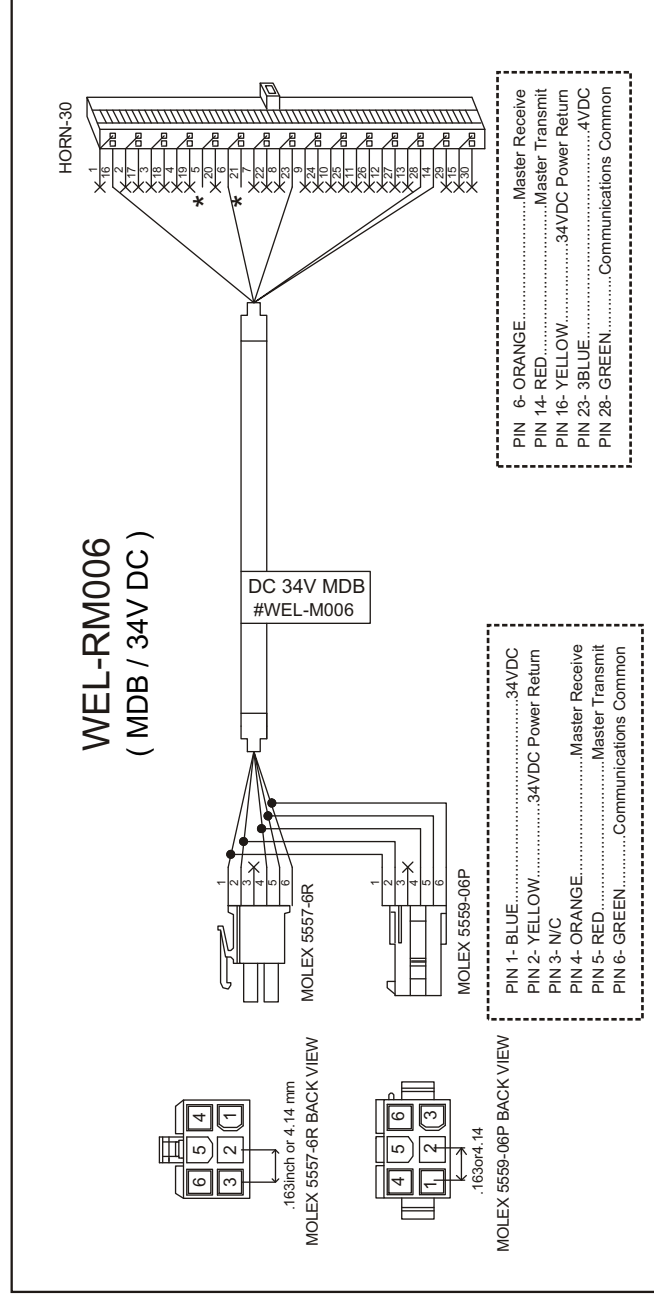 WEL-RM006
( MDB / 34V DC )
HORN-30
1
16
2
17
3
18
4
19
5
20
6
21
7
22
8
23
9
24
10
25
11
26
12
27
13
28
14
29
15
30
*
*
DC 34V MDB
#WEL-M006
1
2
3
4
5
6
MOLEX 5557-6R
1
2
3
4
5
6
MOLEX 5559-06P
6 5 4
3 2 1
.163inch or 4.14 mm
MOLEX 5557-6R BACK VIEW
4 5 6
1 2 3
.163or4.14
MOLEX 5559-06P BACK VIEW
PIN 1- BLUE...................................34VDC
PIN 2- YELLOW.................34VDC Power Return
PIN 3- N/C
PIN 4- ORANGE.........................Master Receive
PIN 5- RED................................Master Transmit
PIN 6- GREEN...........Communications Common
PIN 6- ORANGE.........................Master Receive
PIN 14- RED................................Master Transmit
PIN 16- YELLOW.................34VDC Power Return
PIN 23- 3BLUE...................................4VDC
PIN 28- GREEN...........Communications Common